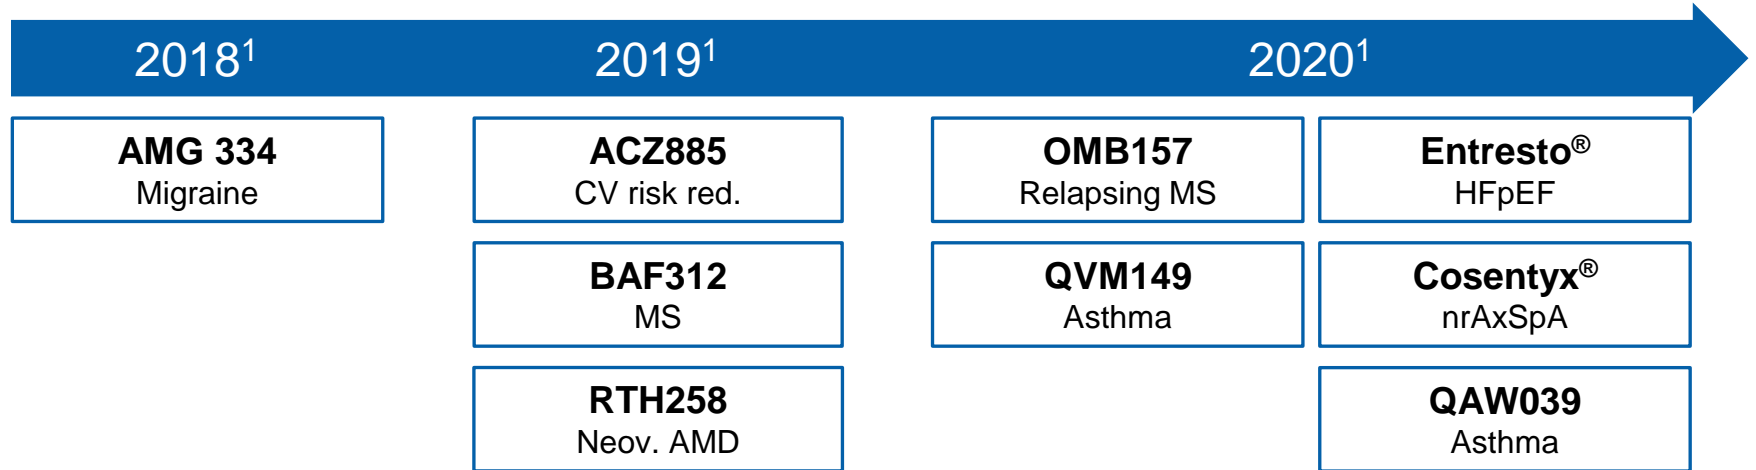 2018¹
2019¹
2020¹
AMG 334
Migraine
ACZ885
CV risk red.
BAF312
MS
RTH258
Neov. AMD
OMB157
Relapsing MS
QVM149
Asthma
Entresto®
HFpEF
Cosentyx®
nrAxSpA
QAW039
Asthma